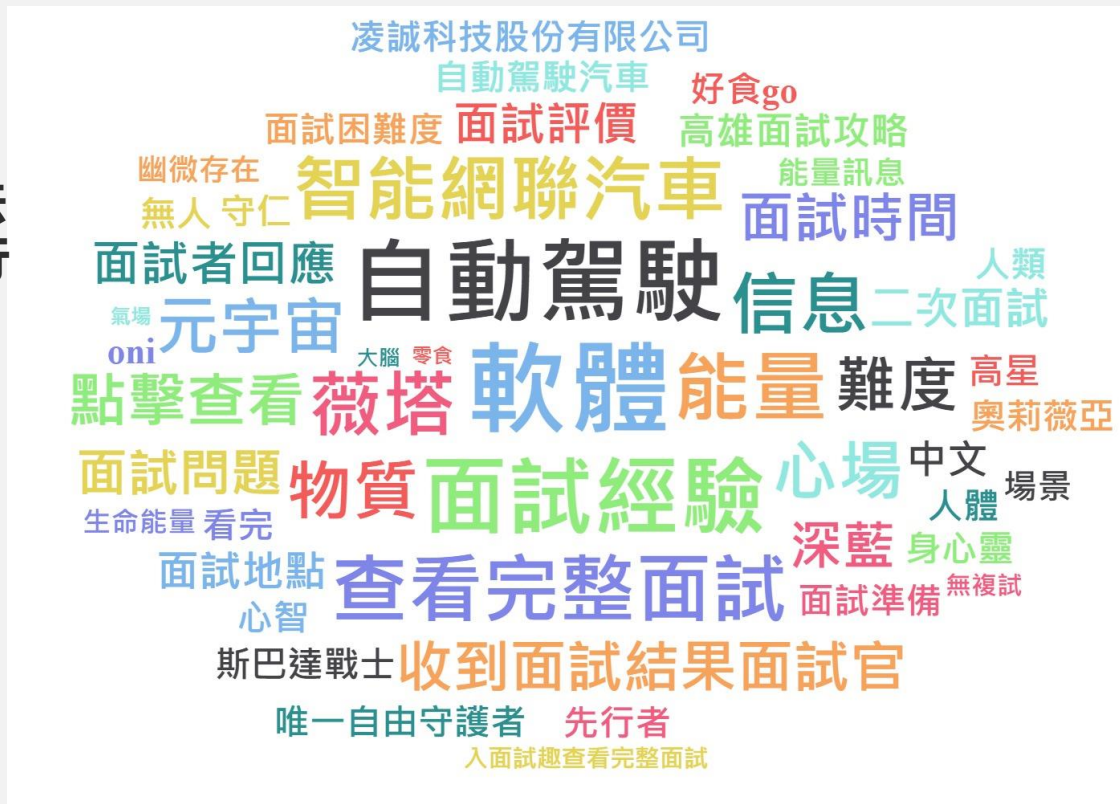 凌誠科技股份有限公司
自動駕駛汽車
好食go
面試困難度 面試評價 高雄面試攻略
幽微存在 智能網聯汽車 能量訊息
無人 守仁 面試時間
面試者回應 自動駕駛 信息 人類
氣場 元宇宙 二次面試
oni 大腦 零食
點擊查看 薇塔 軟體 能量 難度 高星
奧莉薇亞
面試問題 物質 面試經驗 心場 中文 場景
生命能量 看完 人體
深藍 身心靈
面試地點 查看完整面試 面試準備 無複試
心智
斯巴達戰士 收到面試結果面試官
唯一自由守護者 先行者
入面試趣查看完整面試